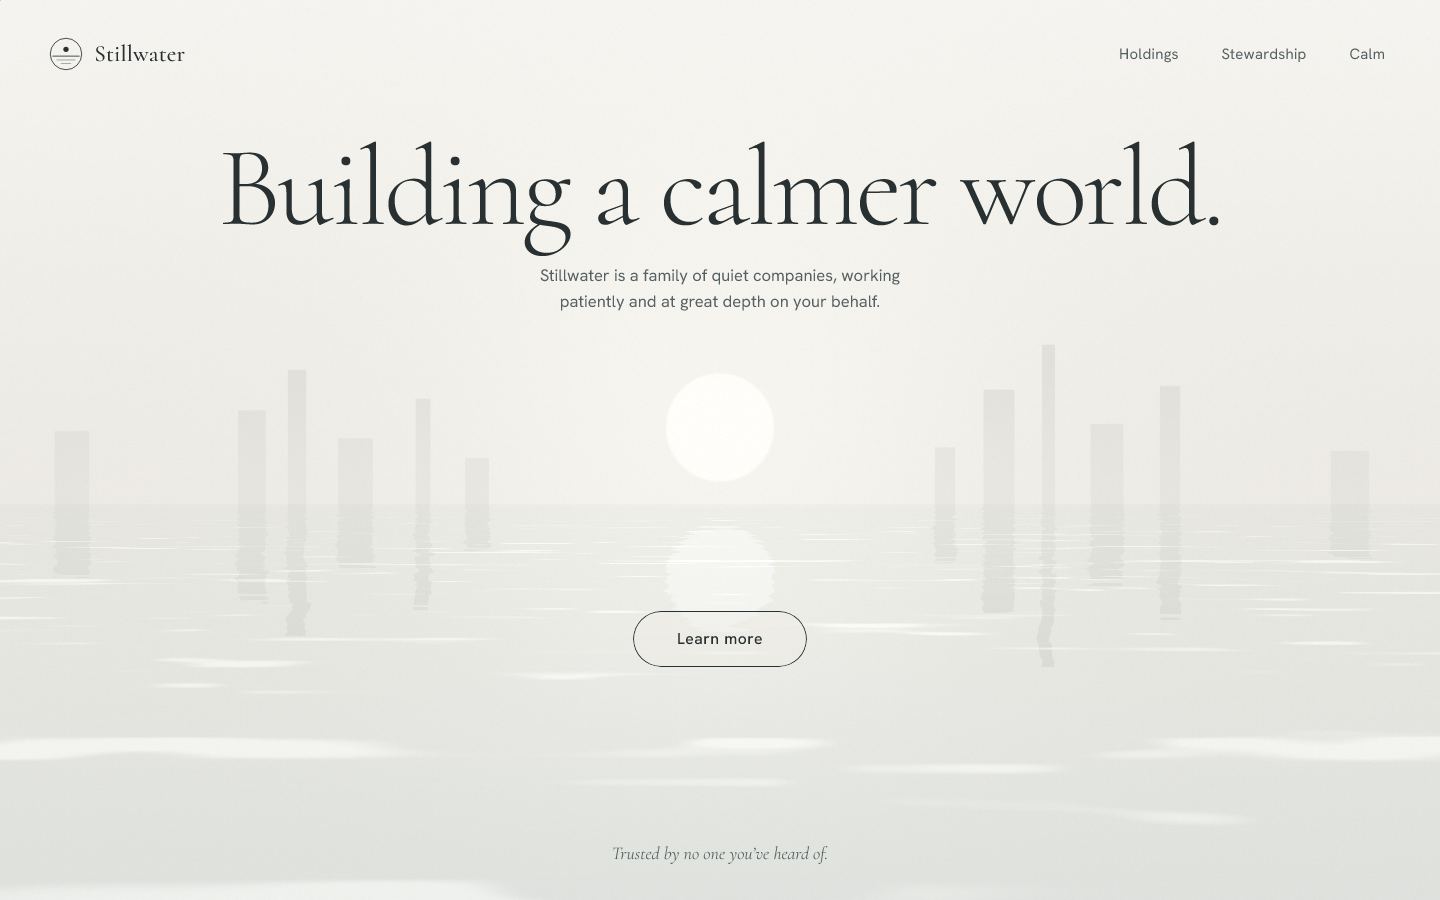 Stillwater
Holdings
Stewardship
Calm
Building a calmer world.
Stillwater is a family of quiet companies, working
patiently and at great depth on your behalf.
Learn more
Trusted by no one you’ve heard of.